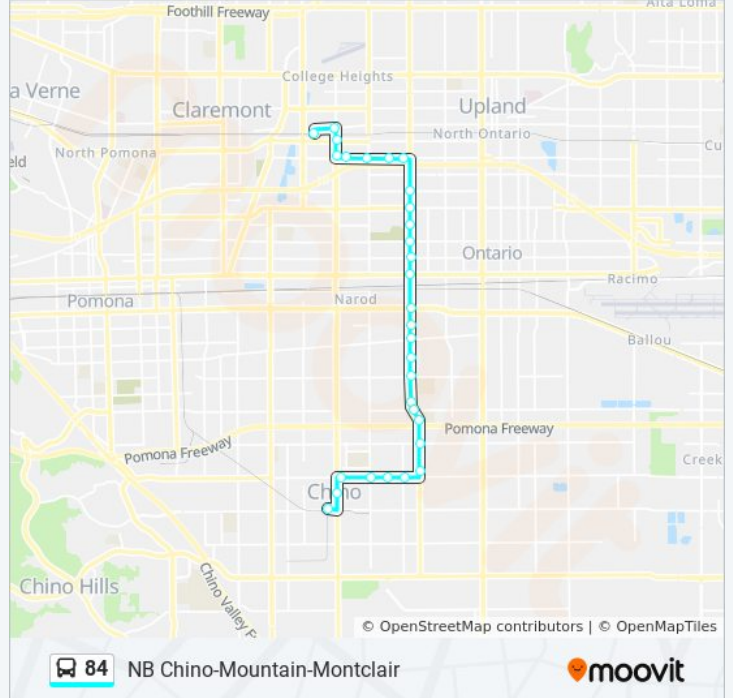 Alta Loma
Foothill Freeway
College Heights
a Verne
Claremont
Upland
North Ontario
Cu
North Pomona
eld
Ontario
Racimo
Pomona
Narod
Ballou
Pomona Freeway
Pomona Freeway
Creek
Chino
Chino Hills
Chino Valley F
© OpenStreetMap contributors | © OpenMapTiles
84 NB Chino-Mountain-Montclair
moovit